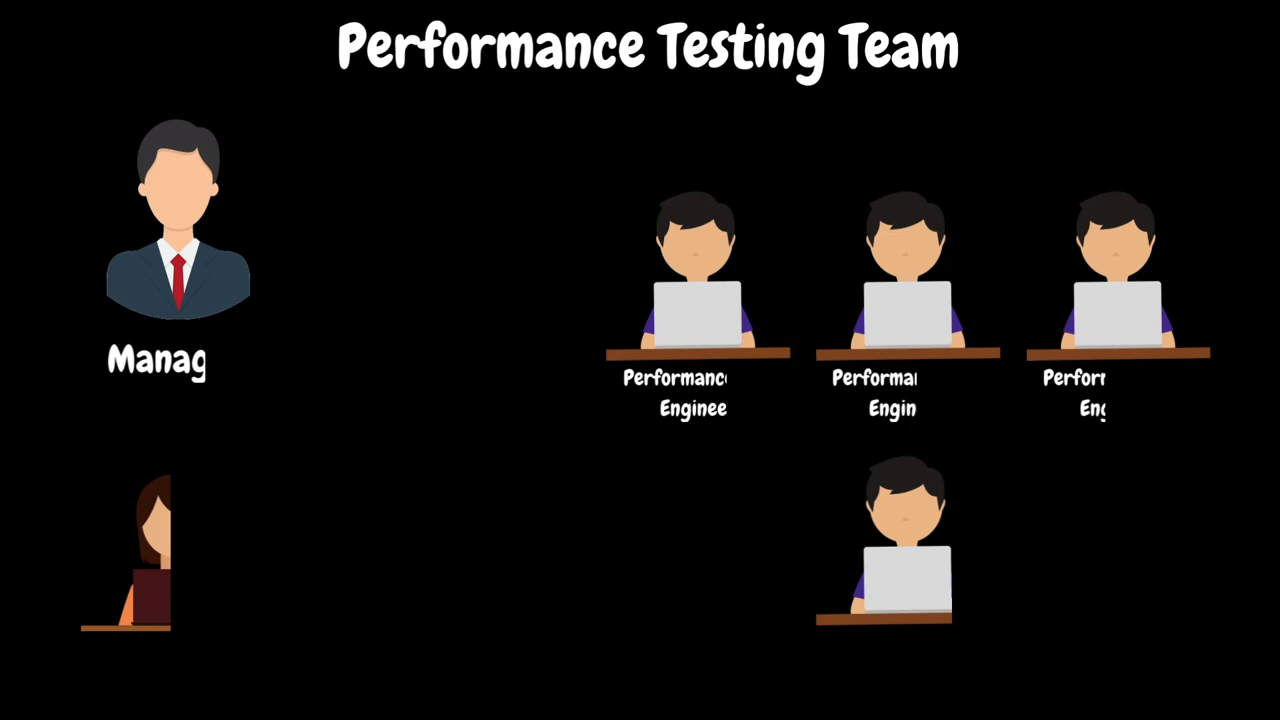 Performance Testing Team
Manag
Performanc
Enginee
Performa
Engin
Perfor
Eng